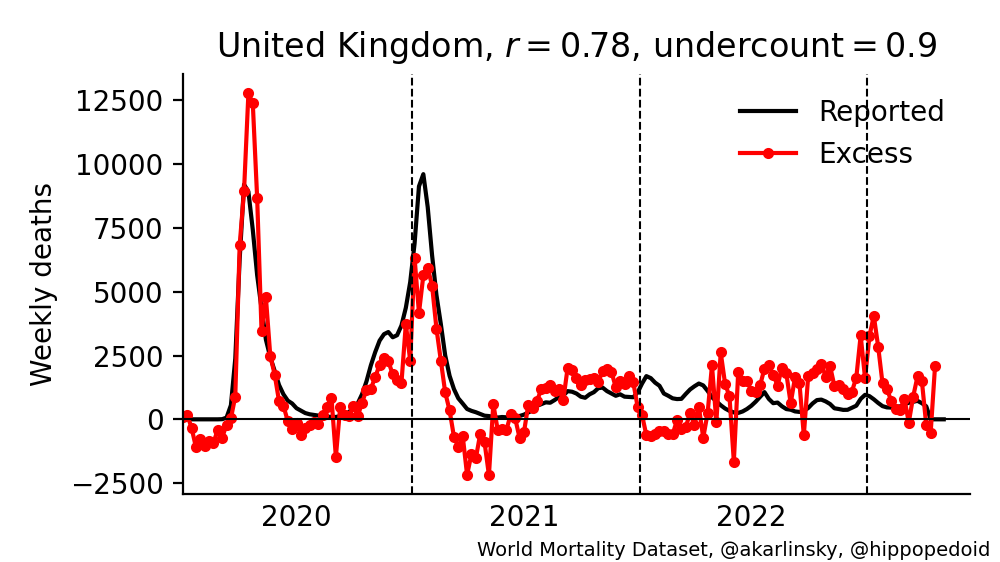 United Kingdom, r = 0.78, undercount = 0.9
Weekly deaths
12500
10000
7500
5000
2500
0
−2500
Reported
Excess
2020
2021
2022
World Mortality Dataset, @akarlinsky, @hippopedoid